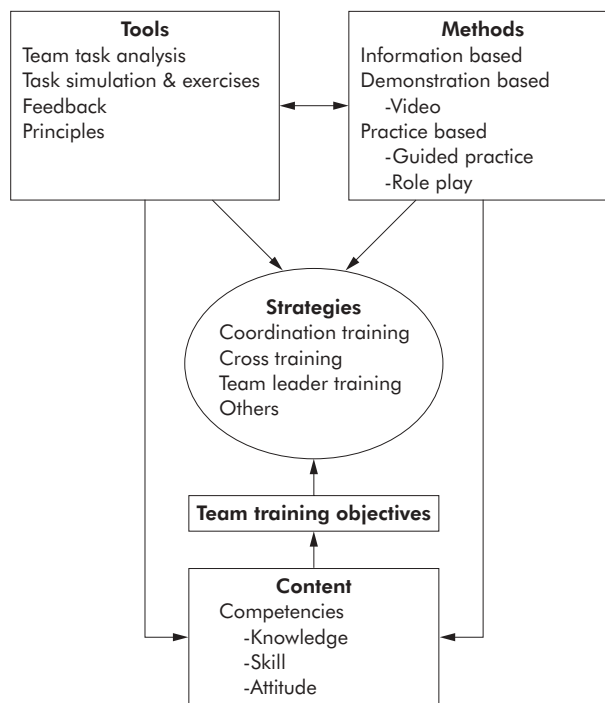 Tools
Team task analysis
Task simulation & exercises
Feedback
Principles
Methods
Information based
Demonstration based
-Video
Practice based
-Guided practice
-Role play
Strategies
Coordination training
Cross training
Team leader training
Others
Team training objectives
Content
Competencies
-Knowledge
-Skill
-Attitude